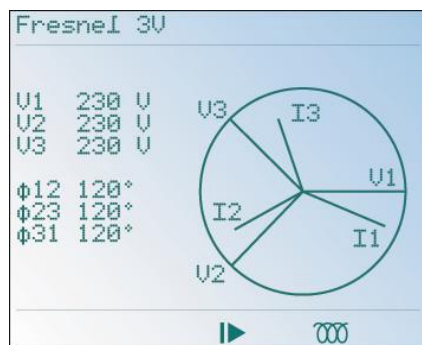 Fresnel 3V
V1 230 V
V2 230 V
V3 230 V
ϕ12 120°
ϕ23 120°
ϕ31 120°
V3
I3
V1
I2
I1
V2